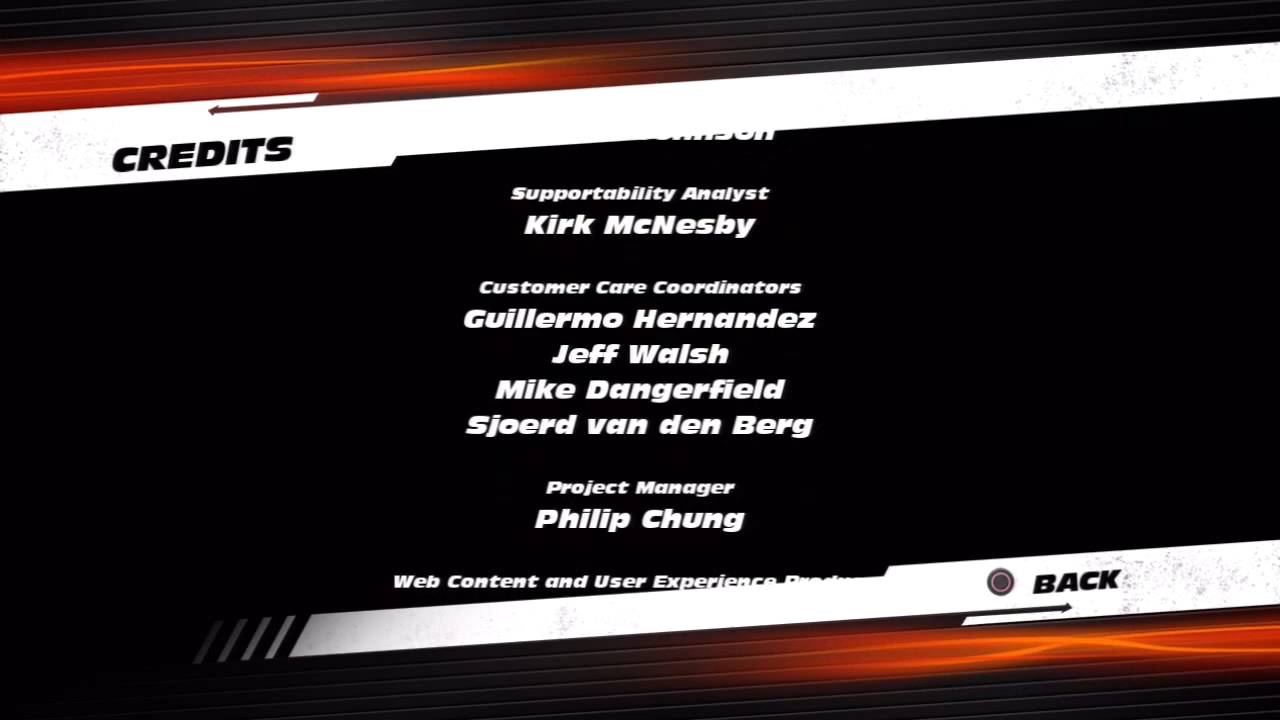 CREDITS
Supportability Analyst
Kirk McNesby
Customer Care Coordinators
Guillermo Hernandez
Jeff Walsh
Mike Dangerfield
Sjoerd van den Berg
Project Manager
Philip Chung
Web Content and User Experience
BACK